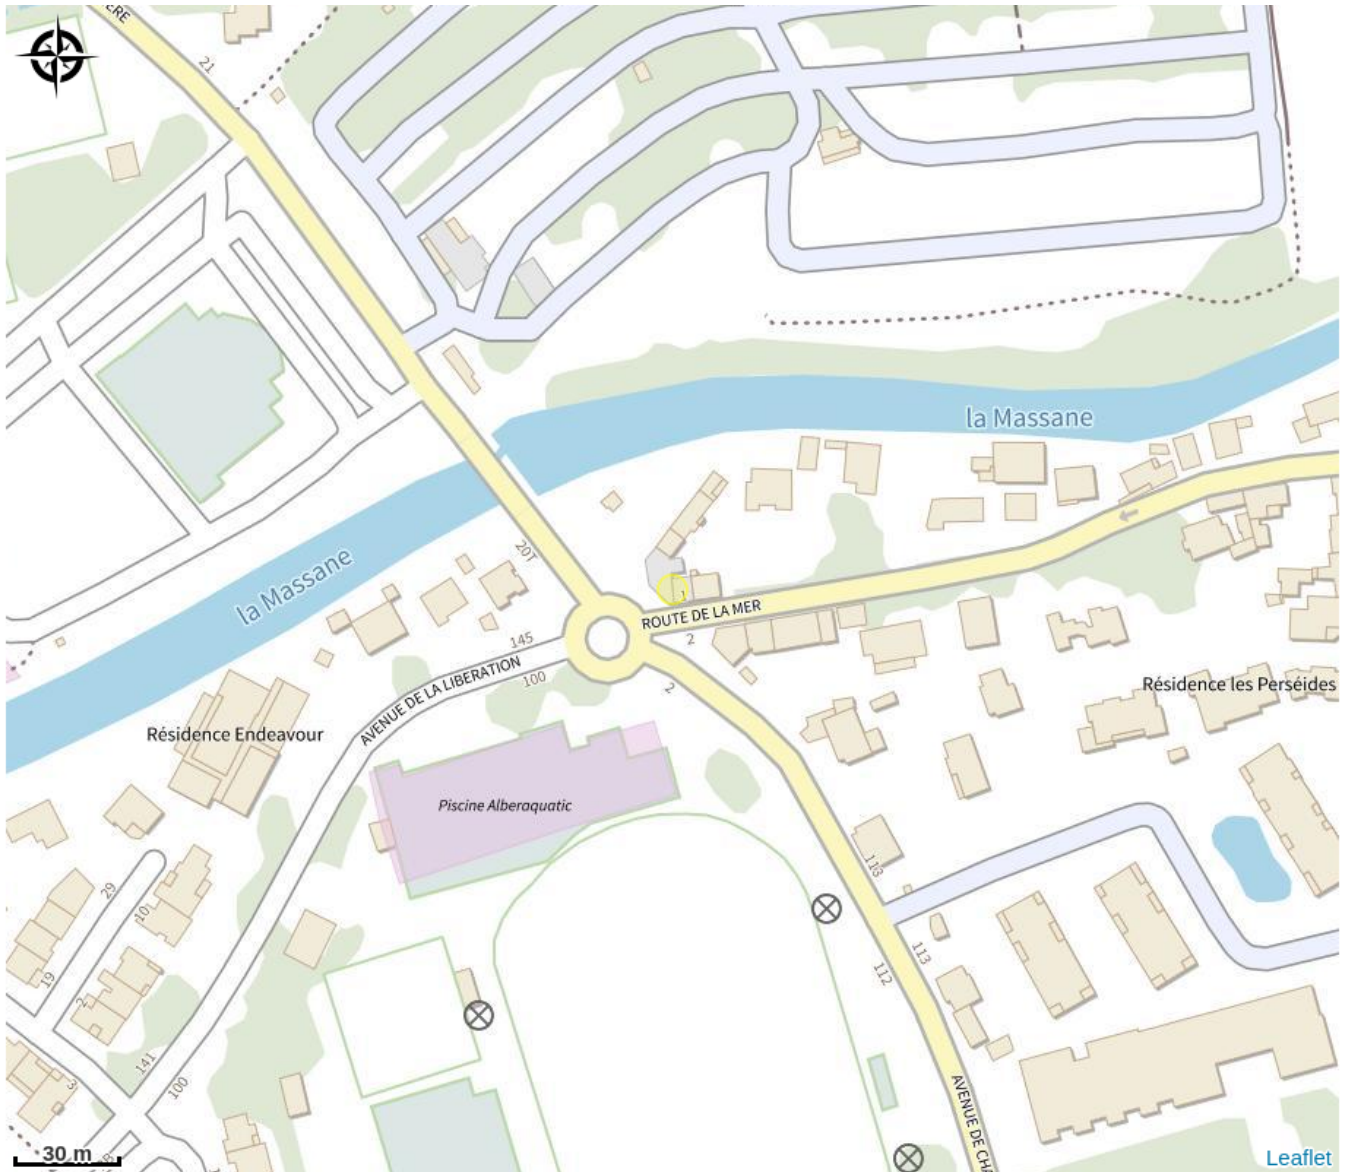 21
la Massane
20T
la Massane
1
ROUTE DE LA MER
2
145
AVENUE DE LA LIBERATION
100
2
Résidence les Perséides
Résidence Endeavour
Piscine Alberaquatic
113
29
10
19
2
113
112
141
100
3
AVENUE DE CHA
30 m
Leaflet